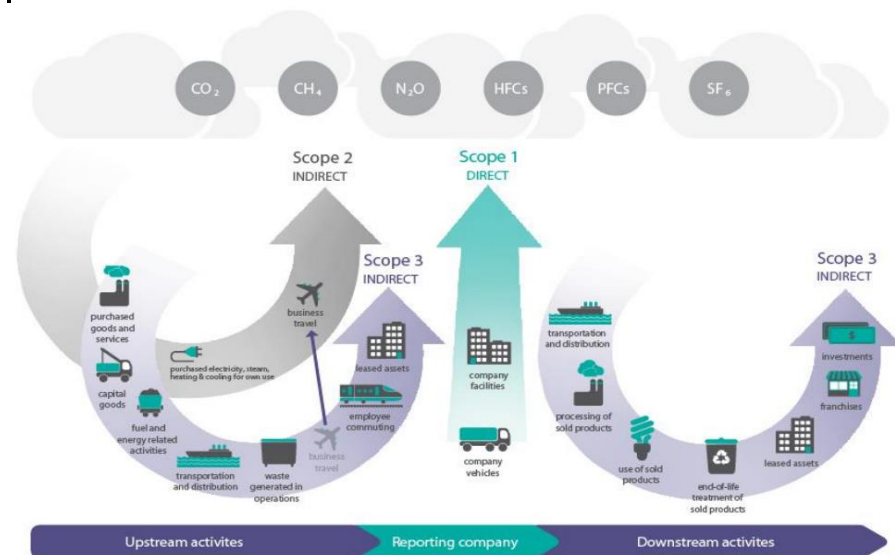 CO₂
CH₄
N₂O
HFCs
PFCs
SF₆
Scope 2
INDIRECT
Scope 1
DIRECT
Scope 3
INDIRECT
Scope 3
INDIRECT
purchased
goods and
services
capital
goods
fuel and
energy related
activities
transportation
and distribution
waste
generated in
operations
business
travel
business
travel
purchased electricity, steam,
heating & cooling for own use
employee
commuting
leased assets
company
facilities
company
vehicles
transportation
and distribution
processing of
sold products
use of sold
products
end-of-life
treatment of
sold products
leased assets
franchises
$
investments
Upstream activites
Reporting company
Downstream activites